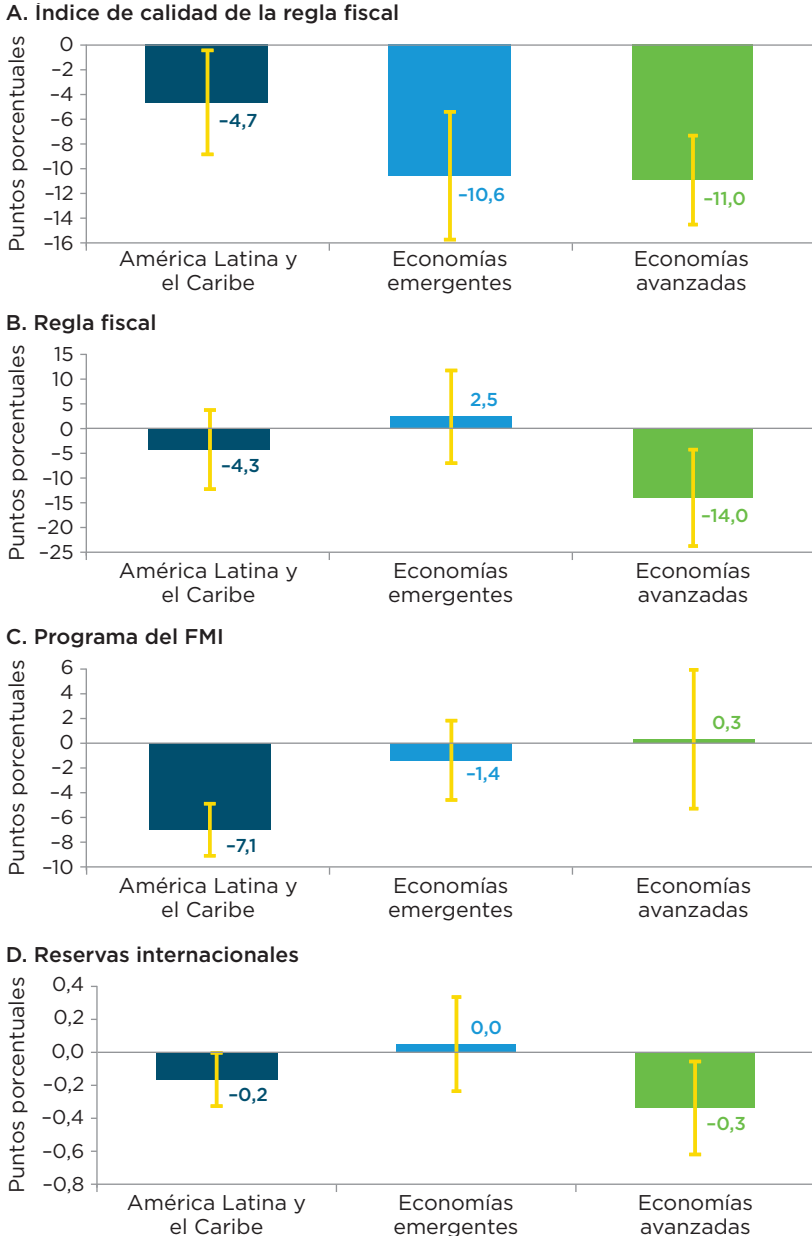 A. Índice de calidad de la regla fiscal
Puntos porcentuales
0
–2
–4
–6
–8
–10
–12
–14
–16
–4,7
–10,6
–11,0
América Latina y
el Caribe
Economías
emergentes
Economías
avanzadas
B. Regla fiscal
Puntos porcentuales
15
10
5
0
–5
–10
–15
–20
–25
–4,3
2,5
–14,0
América Latina y
el Caribe
Economías
emergentes
Economías
avanzadas
C. Programa del FMI
Puntos porcentuales
6
4
2
0
–2
–4
–6
–8
–10
–7,1
–1,4
0,3
América Latina y
el Caribe
Economías
emergentes
Economías
avanzadas
D. Reservas internacionales
Puntos porcentuales
0,4
0,2
0,0
–0,2
–0,4
–0,6
–0,8
–0,2
0,0
–0,3
América Latina y
el Caribe
Economías
emergentes
Economías
avanzadas